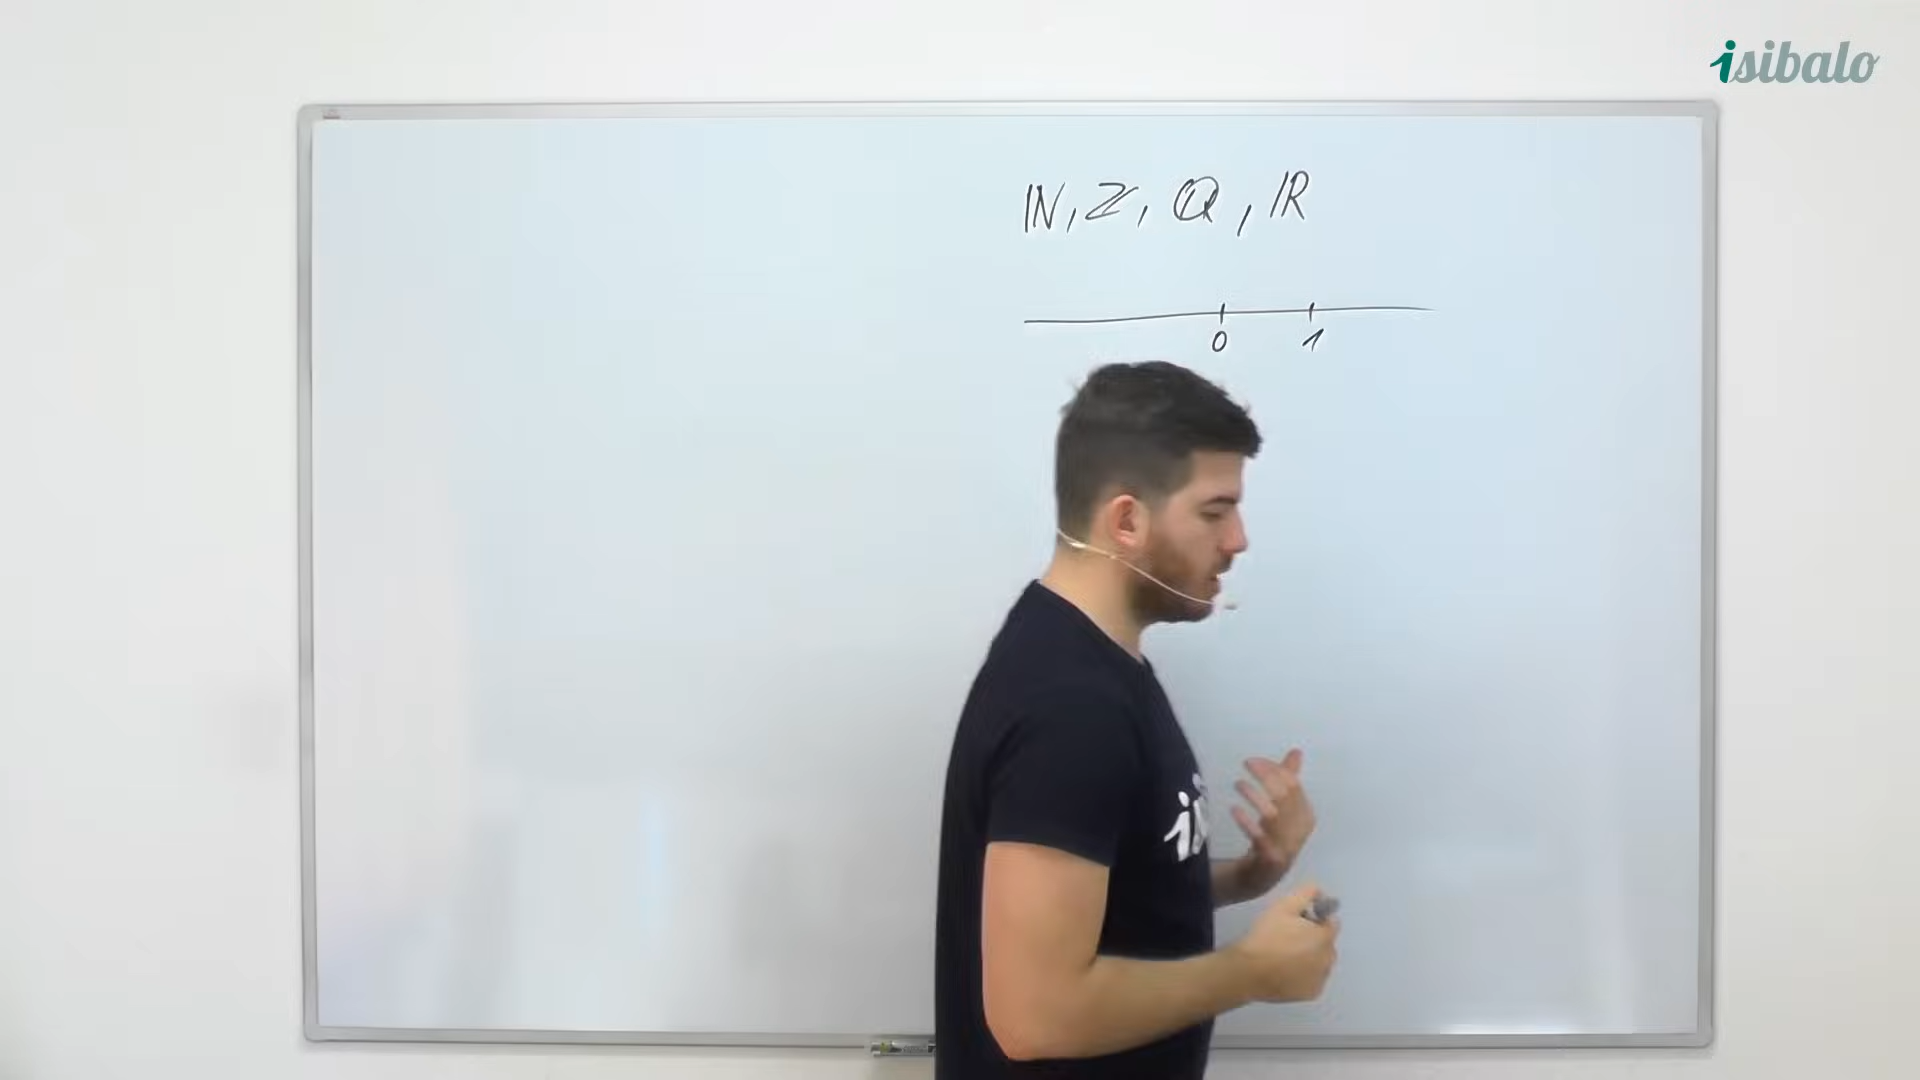 isibalo
ℕ, ℤ, ℚ, ℝ
0 1